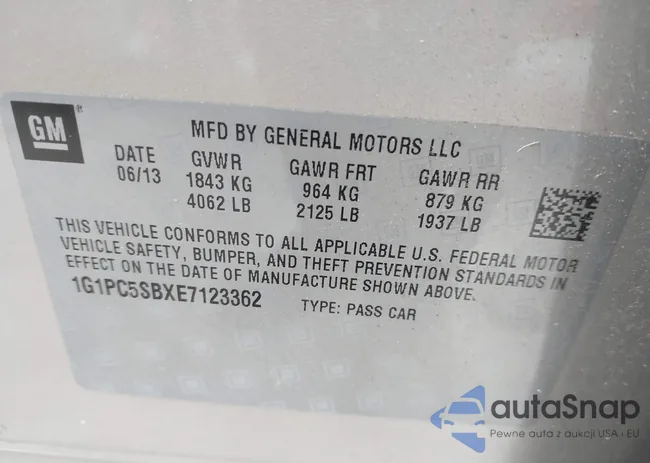 GM ®
MFD BY GENERAL MOTORS LLC
DATE GVWR GAWR FRT GAWR RR
06/13 1843 KG 964 KG 879 KG
4062 LB 2125 LB 1937 LB
THIS VEHICLE CONFORMS TO ALL APPLICABLE U.S. FEDERAL MOTOR
VEHICLE SAFETY, BUMPER, AND THEFT PREVENTION STANDARDS IN
EFFECT ON THE DATE OF MANUFACTURE SHOWN ABOVE.
1G1PC5SBXE7123362 TYPE: PASS CAR
autaSnap
Pewne auta z aukcji USA i EU